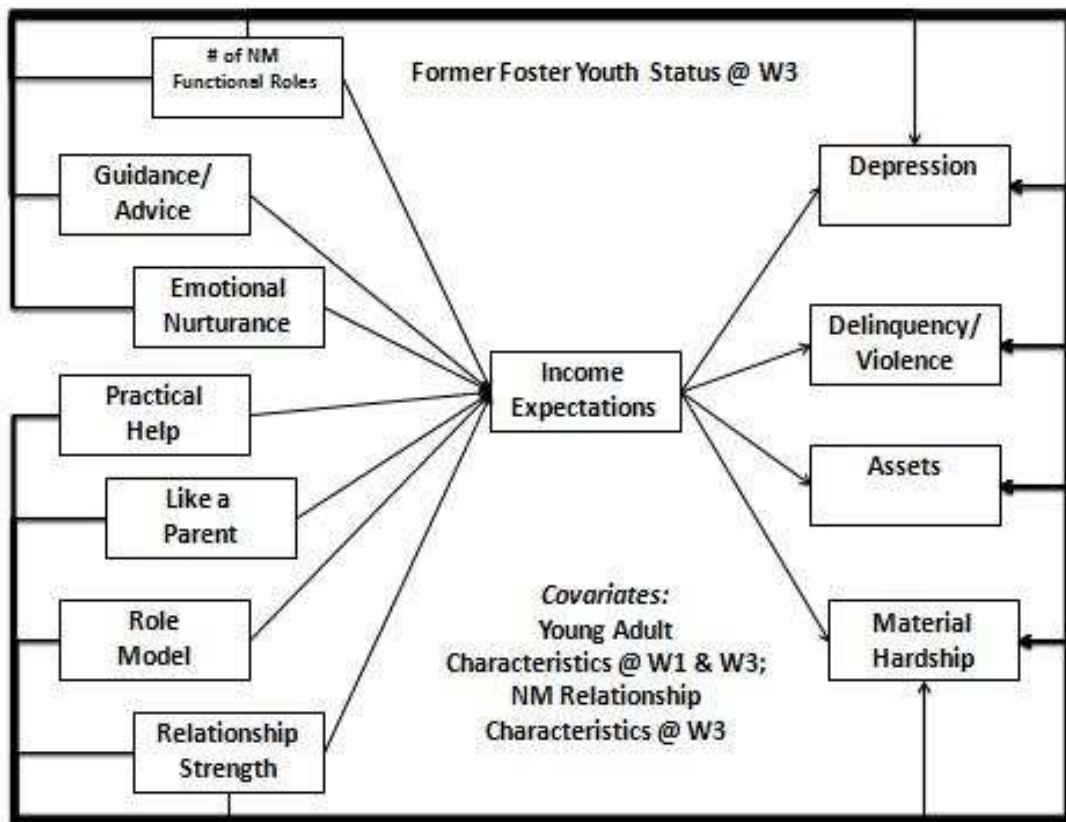 # of NM
Functional Roles
Former Foster Youth Status @ W3
Guidance/
Advice
Depression
Emotional
Nurturance
Delinquency/
Violence
Income
Expectations
Practical
Help
Assets
Like a
Parent
Covariates:
Young Adult
Characteristics @ W1 & W3;
NM Relationship
Characteristics @ W3
Role
Model
Material
Hardship
Relationship
Strength